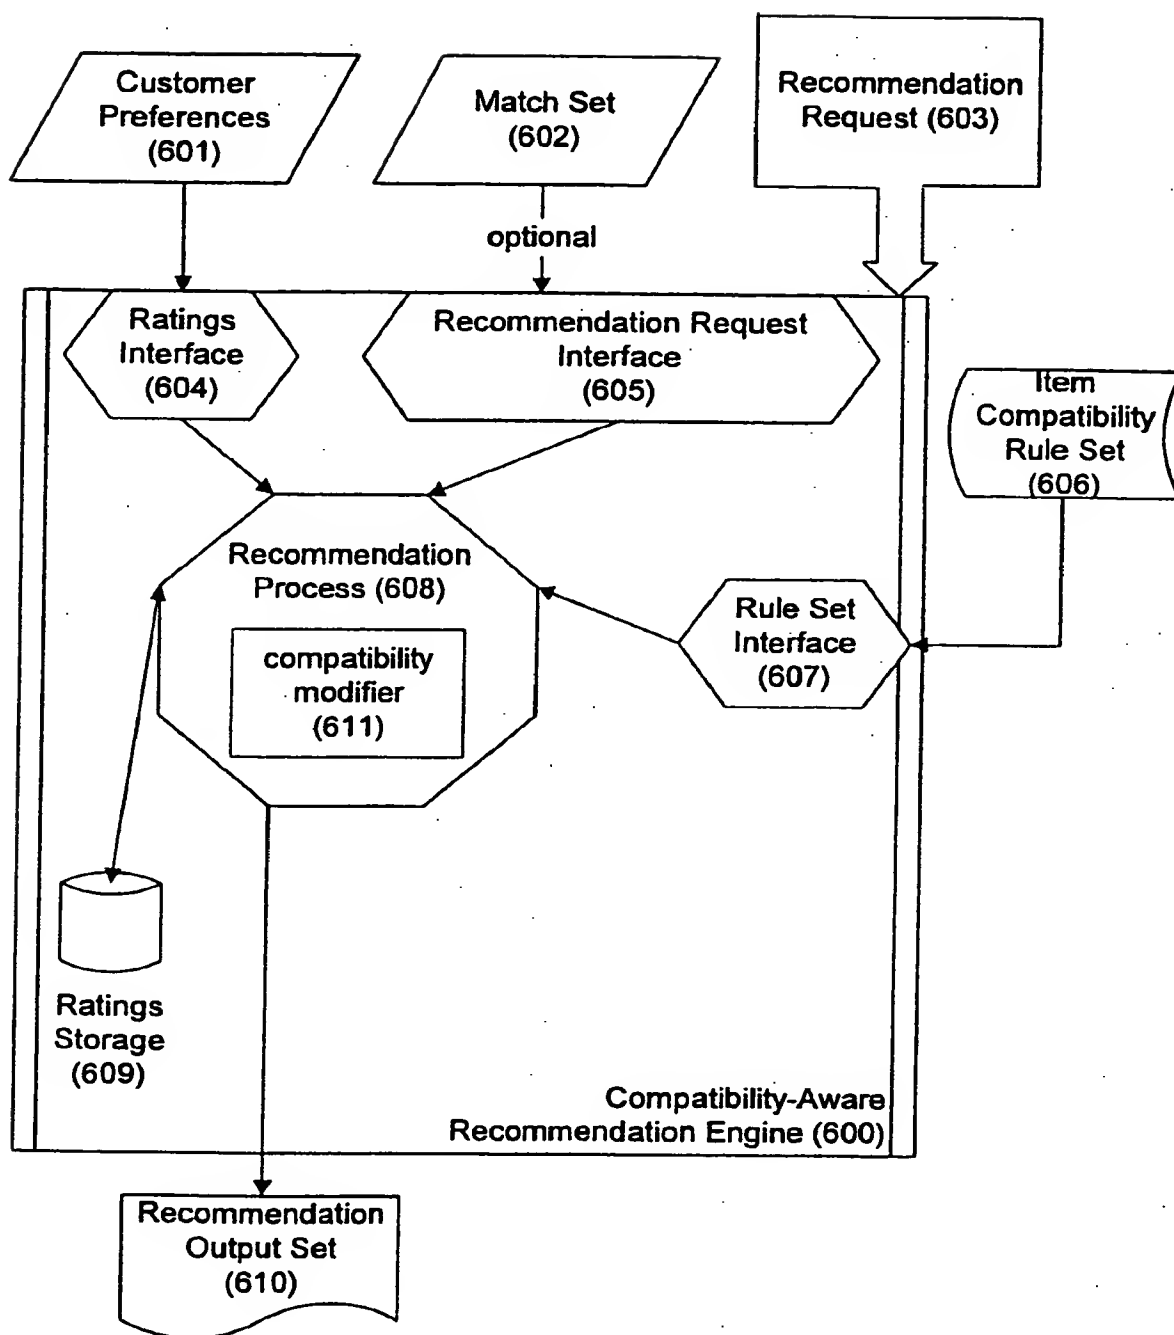 Customer
Preferences
(601)
Match Set
(602)
Recommendation
Request (603)
optional
Ratings
Interface
(604)
Recommendation Request
Interface
(605)
Item
Compatibility
Rule Set
(606)
Recommendation
Process (608)
compatibility
modifier
(611)
Rule Set
Interface
(607)
Ratings
Storage
(609)
Compatibility-Aware
Recommendation Engine (600)
Recommendation
Output Set
(610)